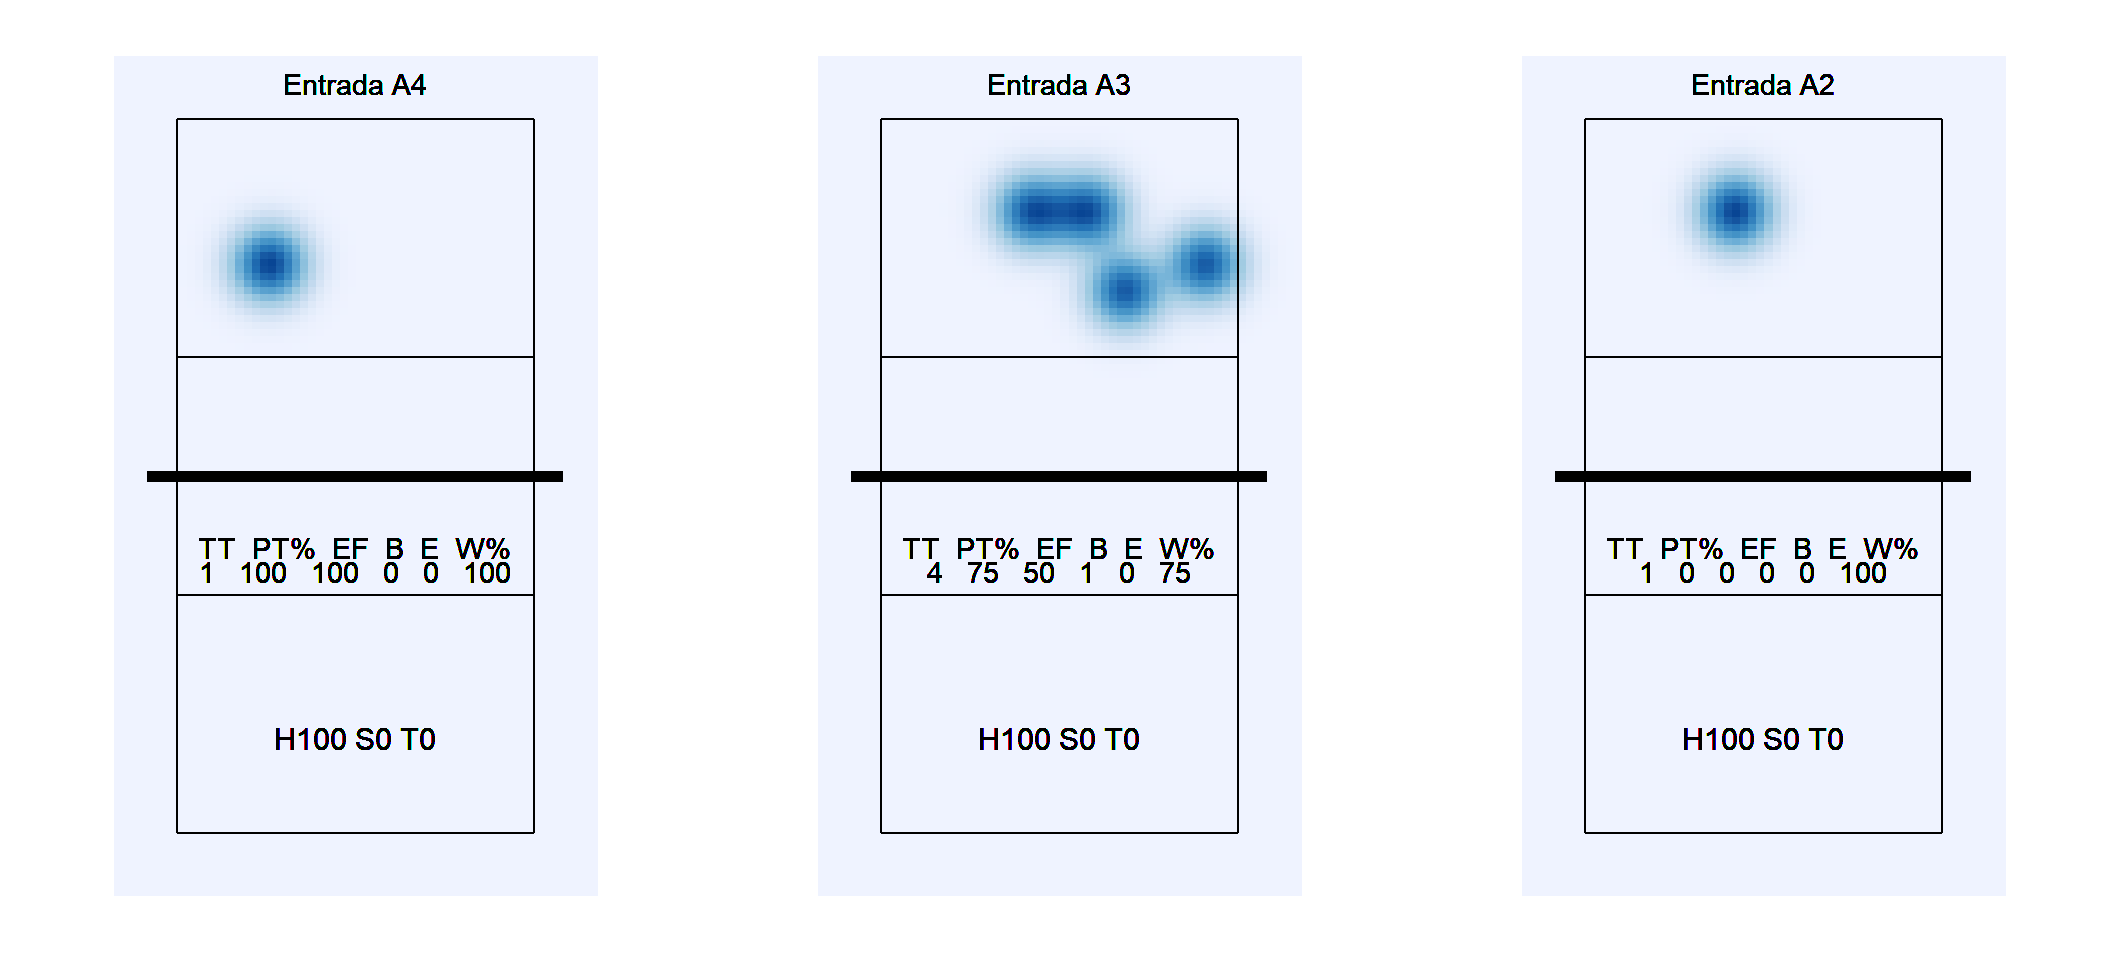 Entrada A4
TT PT% EF B E W%
1 100 100 0 0 100
H100 S0 T0
Entrada A3
TT PT% EF B E W%
4 75 50 1 0 75
H100 S0 T0
Entrada A2
TT PT% EF B E W%
1 0 0 0 0 100
H100 S0 T0